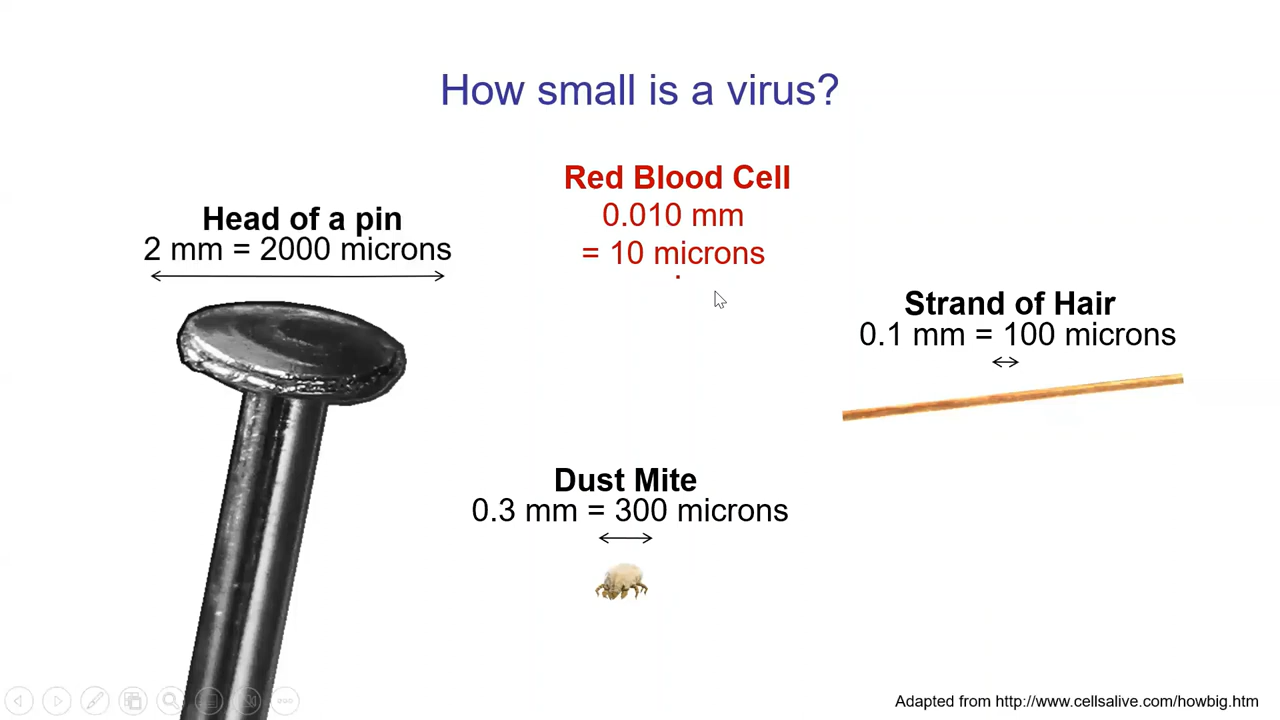 How small is a virus?
Red Blood Cell
0.010 mm
= 10 microns
Head of a pin
2 mm = 2000 microns
Strand of Hair
0.1 mm = 100 microns
Dust Mite
0.3 mm = 300 microns
Adapted from http://www.cellsalive.com/howbig.htm